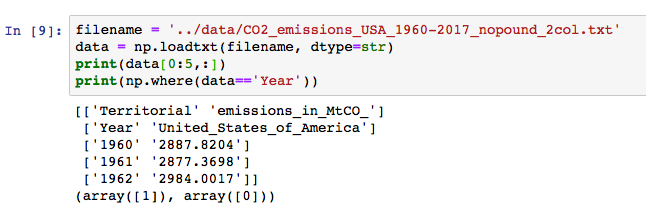 In [9]: filename = '../data/CO2_emissions_USA_1960-2017_nopound_2col.txt'
data = np.loadtxt(filename, dtype=str)
print(data[0:5,:])
print(np.where(data=='Year'))
[['Territorial' 'emissions_in_MtCO_']
['Year' 'United_States_of_America']
['1960' '2887.8204']
['1961' '2877.3698']
['1962' '2984.0017']]
(array([1]), array([0]))